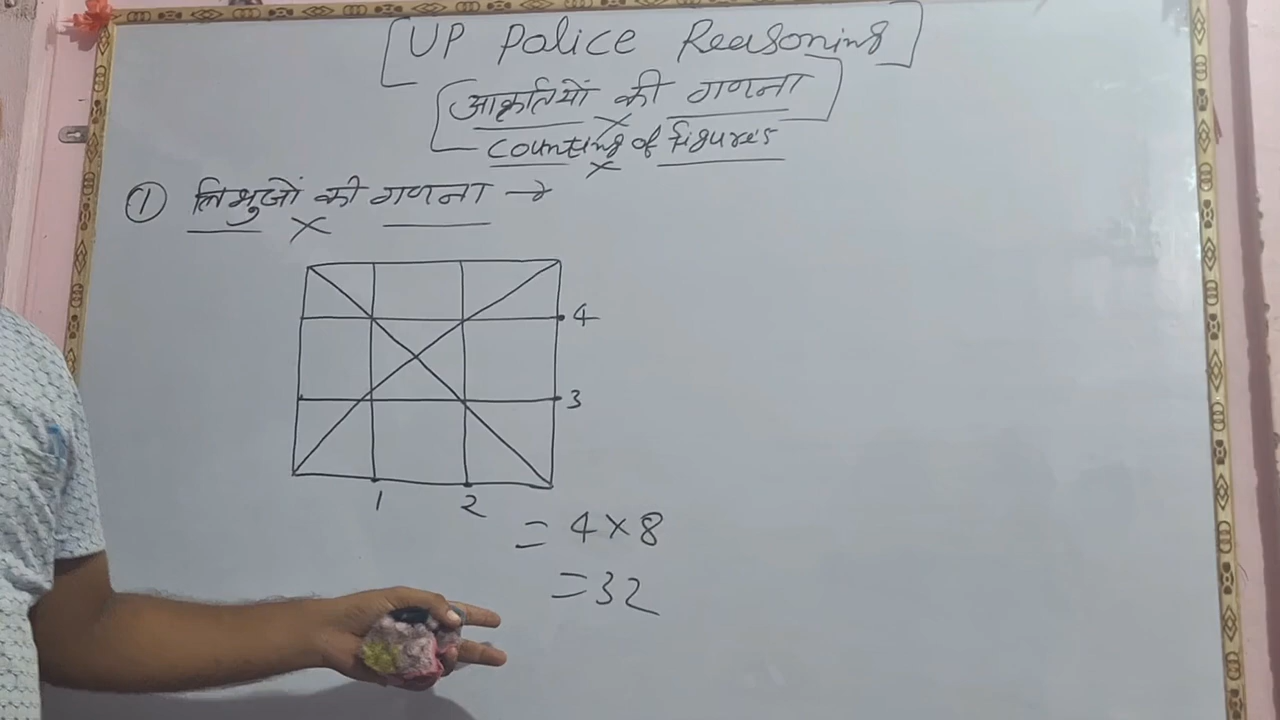 UP Police Reasoning
आकृतियों की गणना
Counting of figures
① त्रिभुजों की गणना →
4
3
1 2
= 4×8
=32